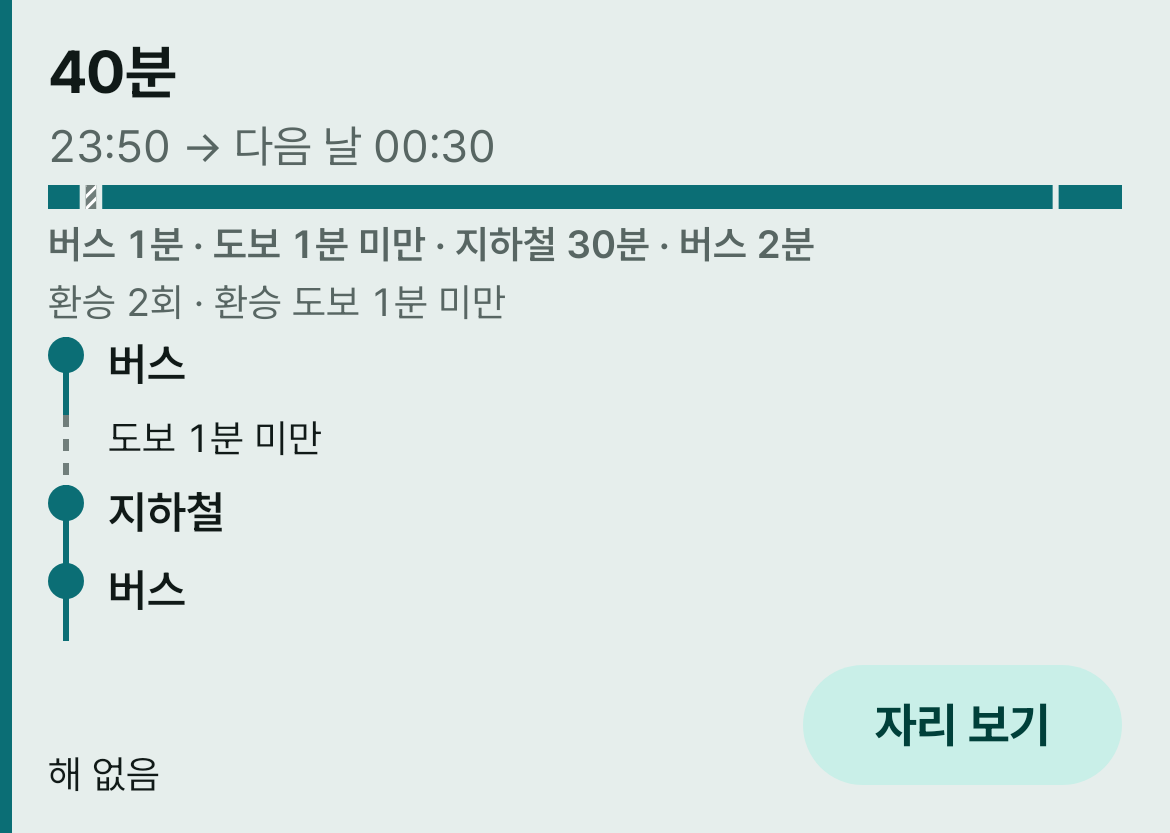 40분
23:50 → 다음 날 00:30
버스 1분 · 도보 1분 미만 · 지하철 30분 · 버스 2분
환승 2회 · 환승 도보 1분 미만
버스
도보 1분 미만
지하철
버스
자리 보기
해 없음